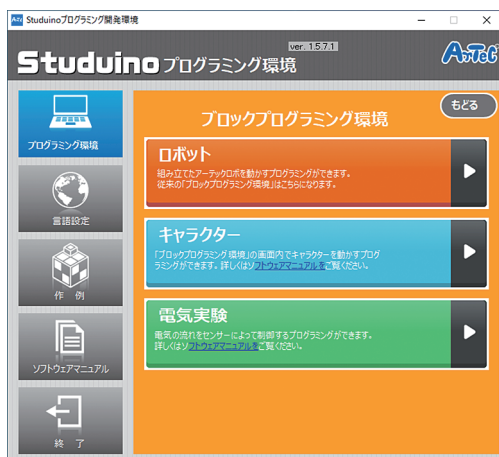 Studuinoプログラミング開発環境
ver. 1.5.7.1
Studuino プログラミング環境
ArTeC
もどる
プログラミング環境
言語設定
作 例
ソフトウェアマニュアル
終 了
ブロックプログラミング環境
ロボット
組み立てたアーテックロボを動かすプログラミングができます。
従来の「ブロックプログラミング環境」はこちらになります。
キャラクター
「ブロックプログラミング環境」の画面内でキャラクターを動かすプログ
ラミングができます。詳しくはソフトウェアマニュアルをご覧ください。
電気実験
電気の流れをセンサーによって制御するプログラミングができます。
詳しくはソフトウェアマニュアルをご覧ください。